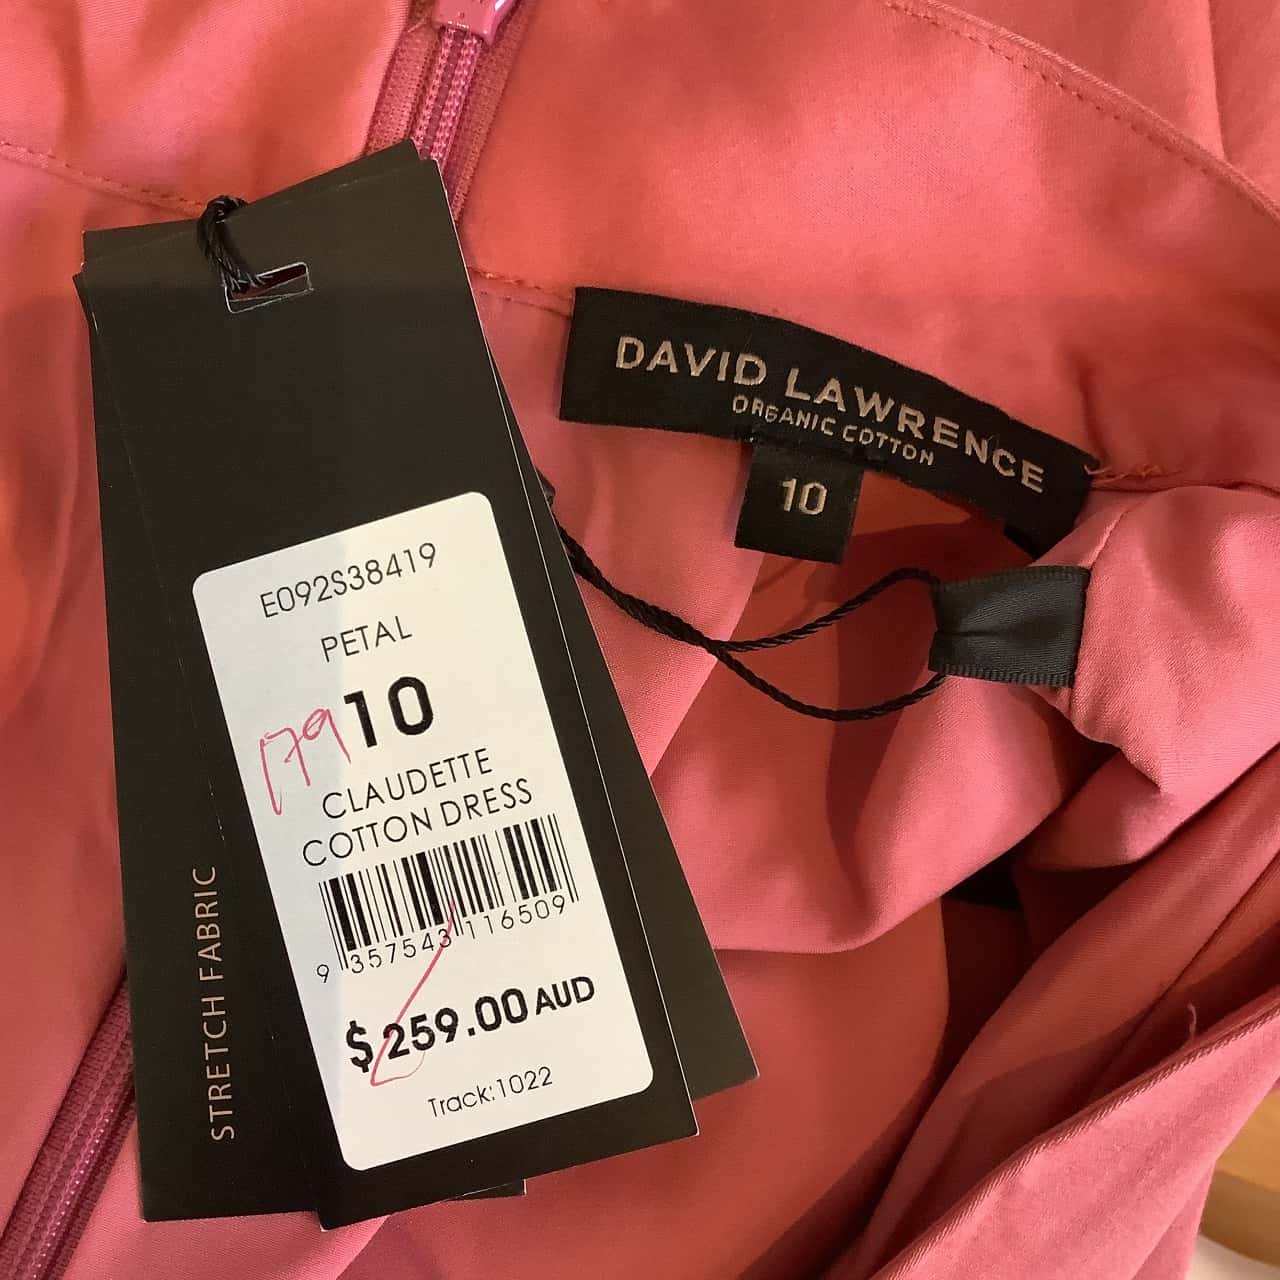 DAVID LAWRENCE
ORGANIC COTTON
10
E092S38419
PETAL
179
10
CLAUDETTE
COTTON DRESS
9 357543 116509
$259.00 AUD
Track:1022
STRETCH FABRIC